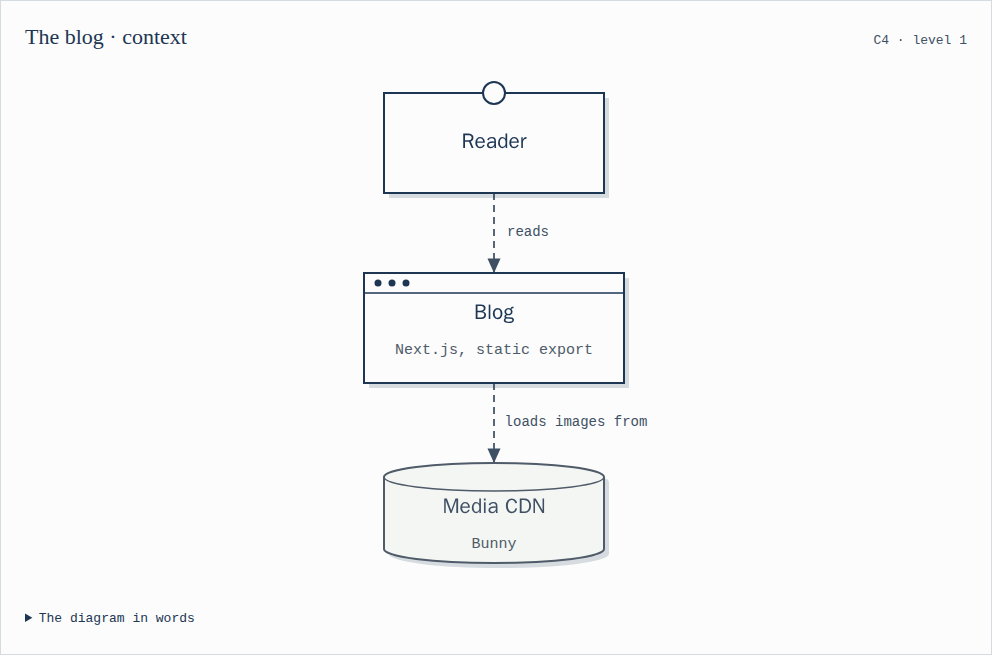 The blog · context
C4 · level 1
Reader
reads
Blog
Next.js, static export
loads images from
Media CDN
Bunny
The diagram in words